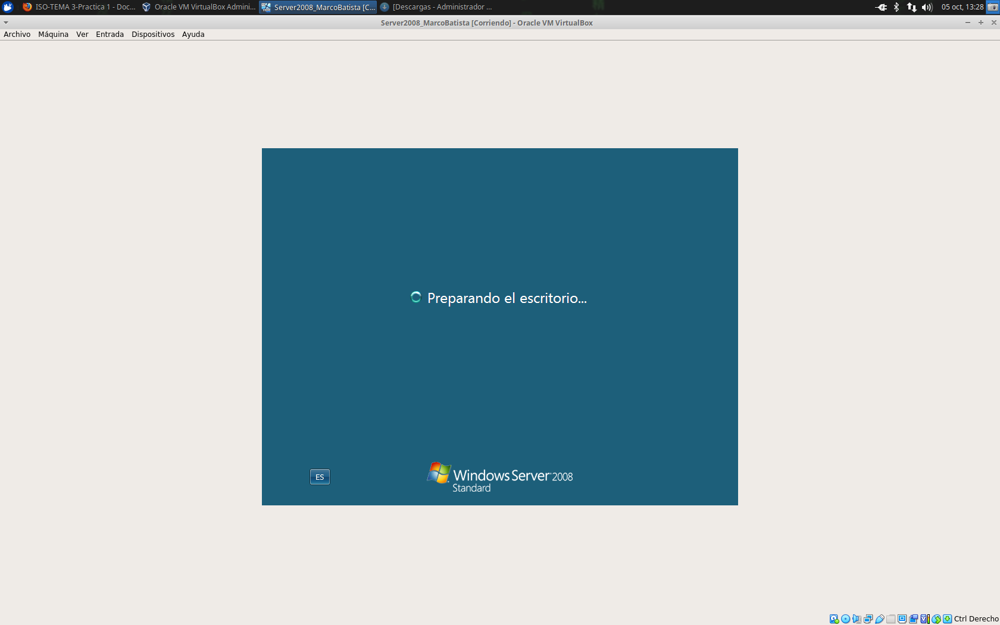 ISO-TEMA 3-Practica 1 - Doc...
Oracle VM VirtualBox Admini...
Server2008_MarcoBatista [C...
[Descargas - Administrador ...
05 oct, 13:28
Server2008_MarcoBatista [Corriendo] - Oracle VM VirtualBox
Archivo Máquina Ver Entrada Dispositivos Ayuda
Preparando el escritorio...
ES
Windows Server 2008
Standard
Ctrl Derecho